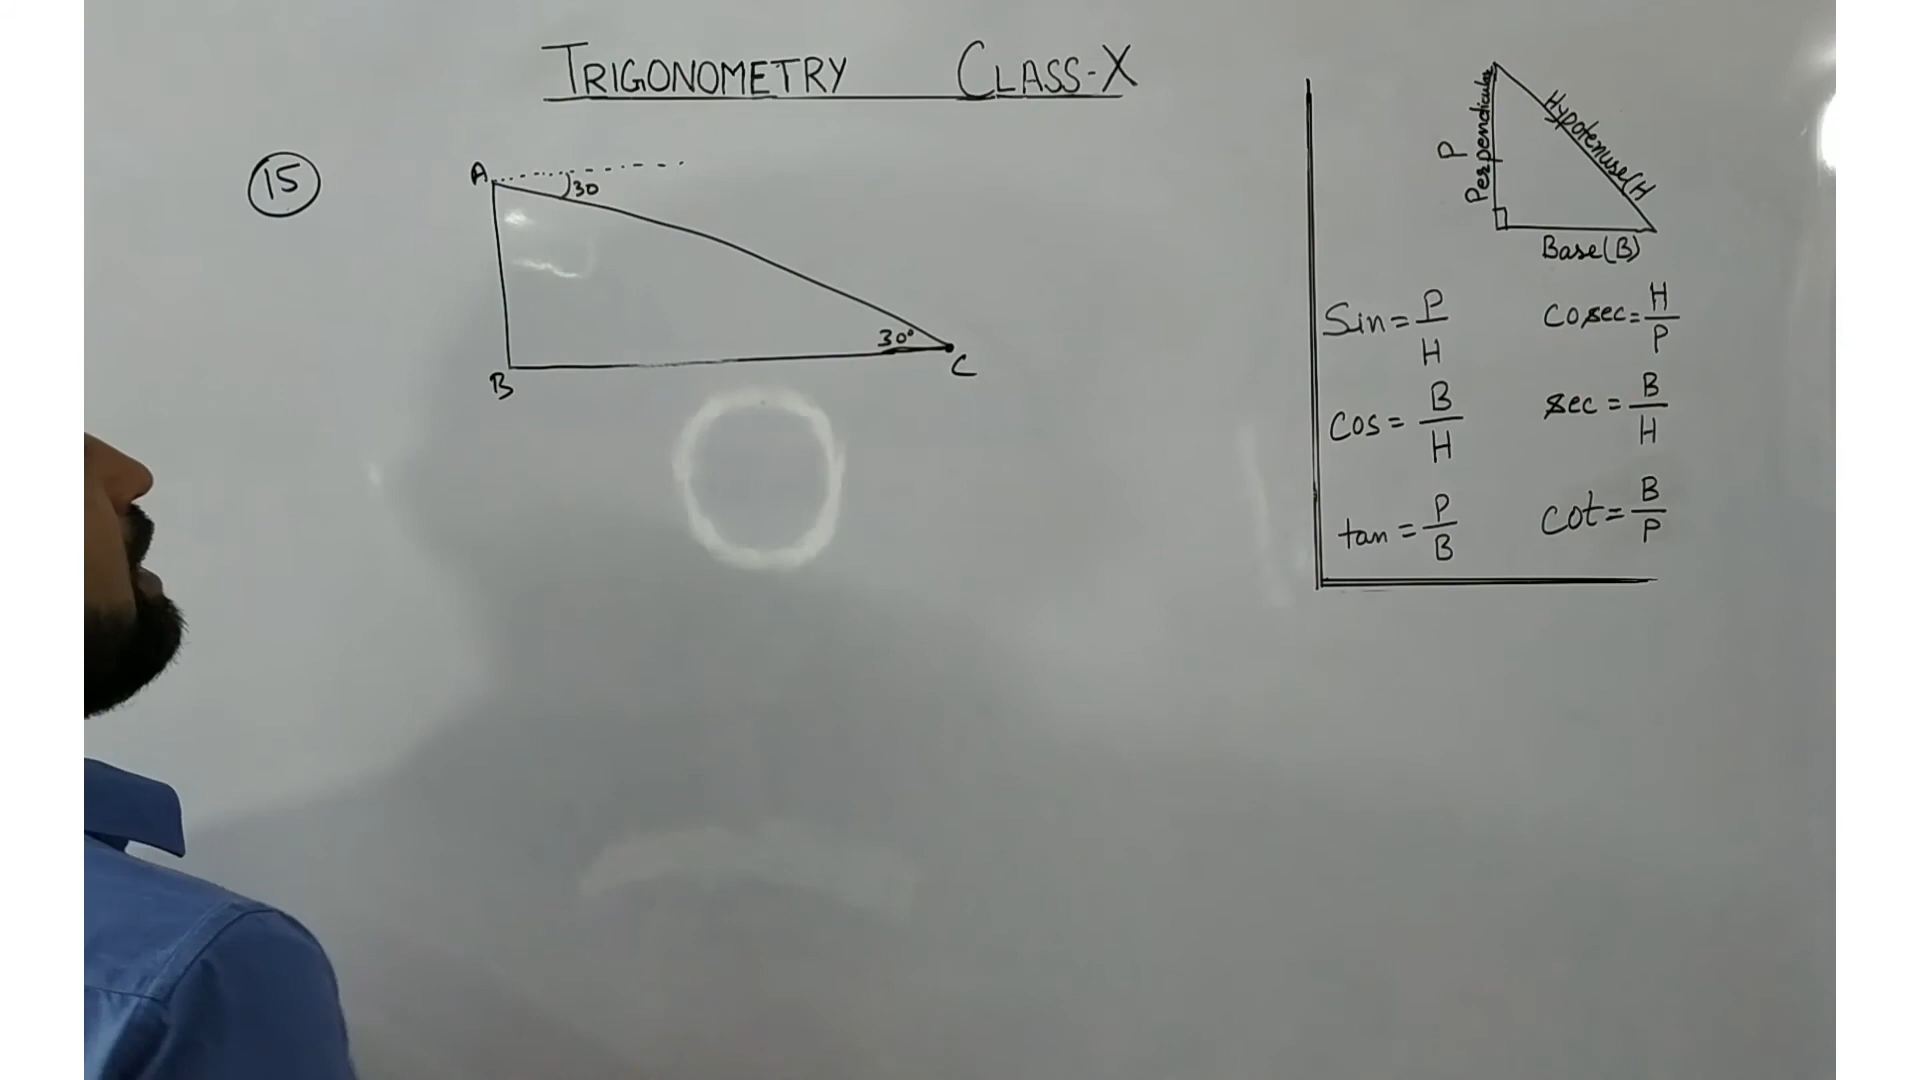 TRIGONOMETRY CLASS-X
15
A
30
30°
B
C
P
Perpendicular
Hypotenuse(H
Base(B)
Sin = P/H
cosec = H/P
cos = B/H
sec = B/H
tan = P/B
cot = B/P